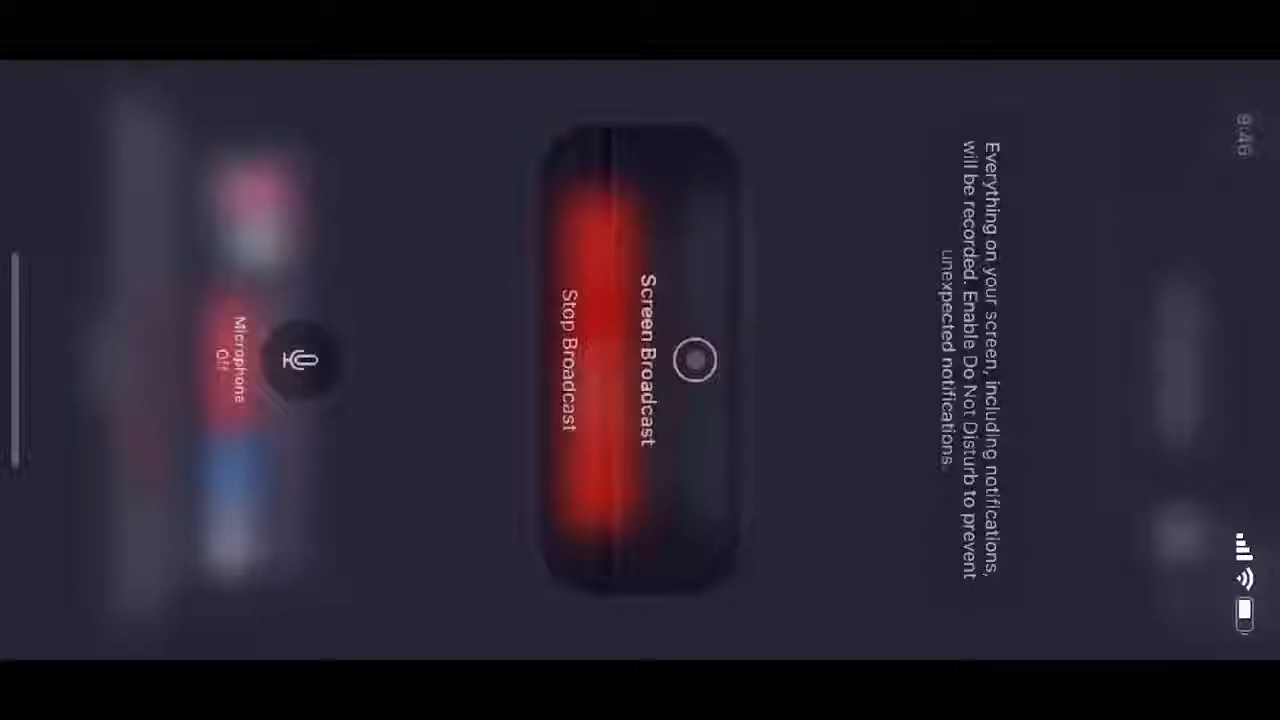 9:46
Everything on your screen, including notifications,
will be recorded. Enable Do Not Disturb to prevent
unexpected notifications.
Screen Broadcast
Stop Broadcast
Microphone
Off